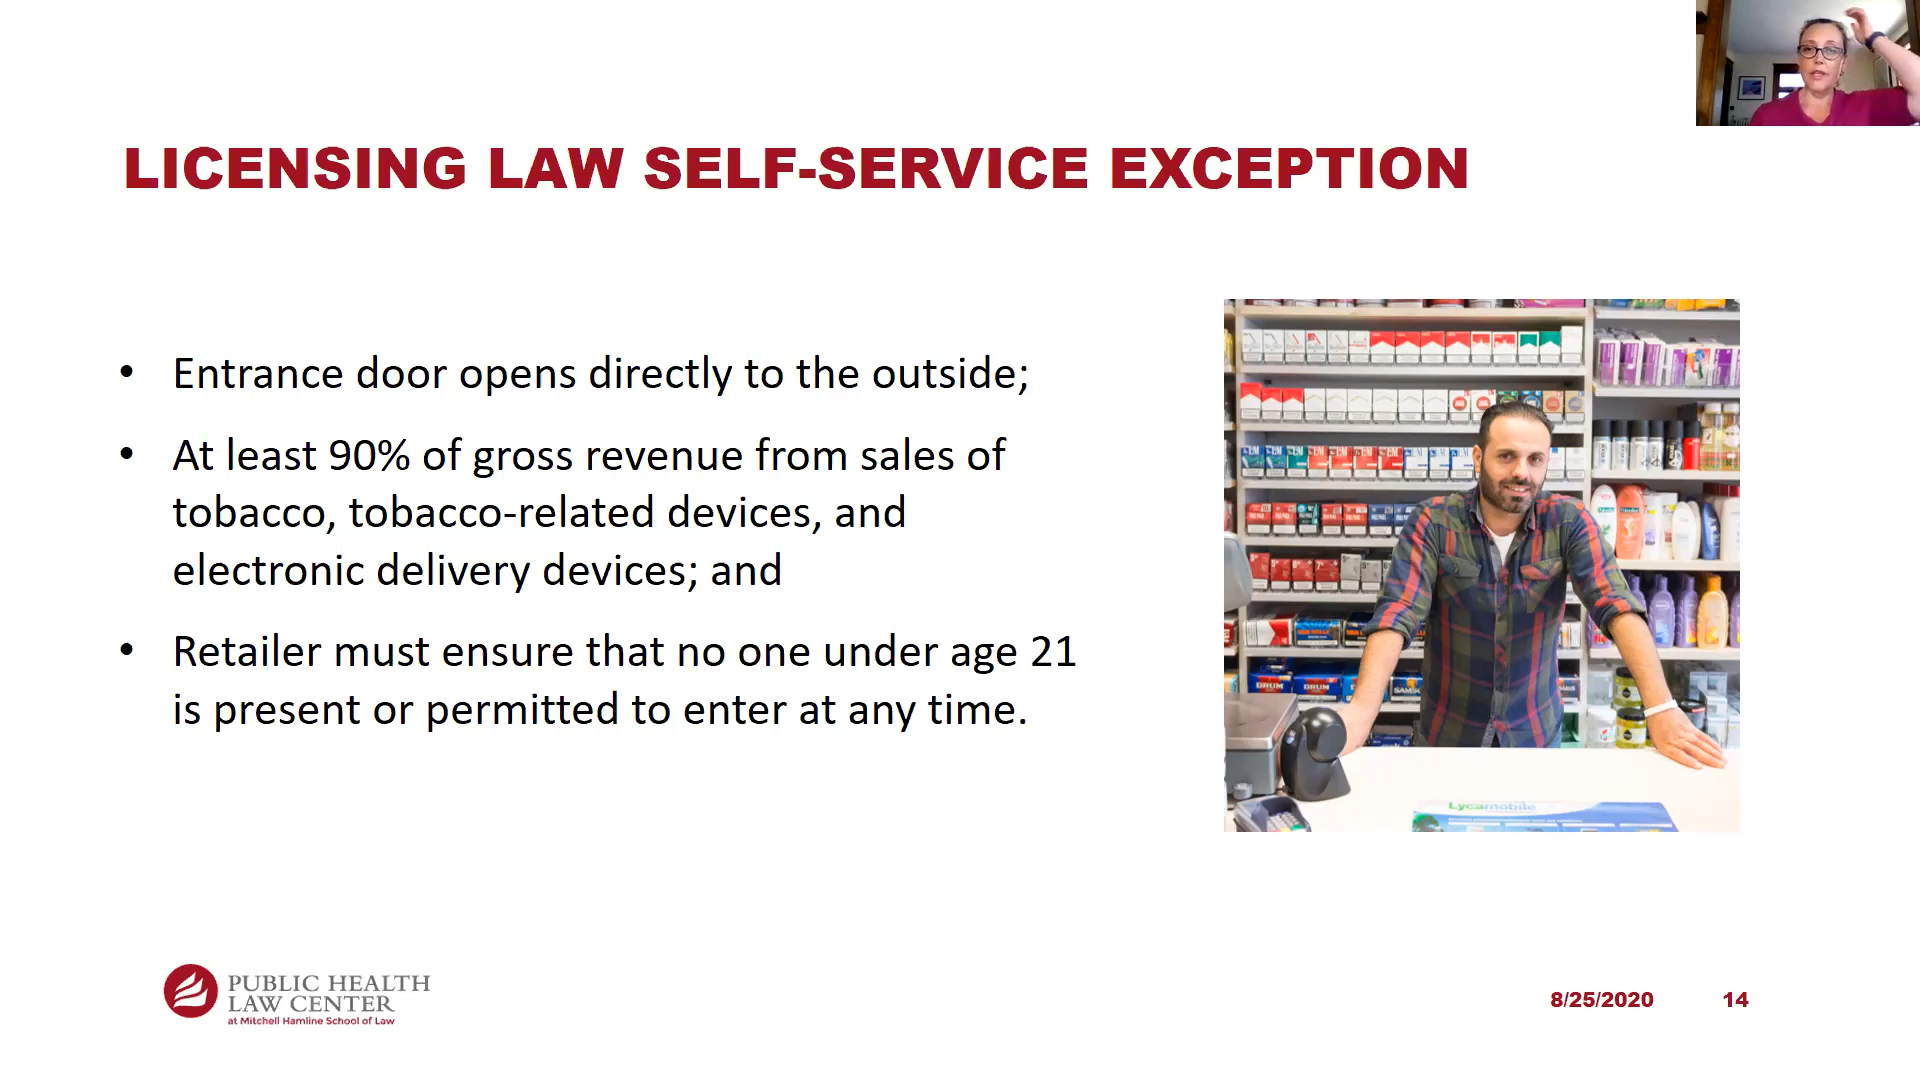 LICENSING LAW SELF-SERVICE EXCEPTION
• Entrance door opens directly to the outside;
• At least 90% of gross revenue from sales of
tobacco, tobacco-related devices, and
electronic delivery devices; and
• Retailer must ensure that no one under age 21
is present or permitted to enter at any time.
DRUM
DRUM
Lycamobile
PUBLIC HEALTH
LAW CENTER
at Mitchell Hamline School of Law
8/25/2020
14